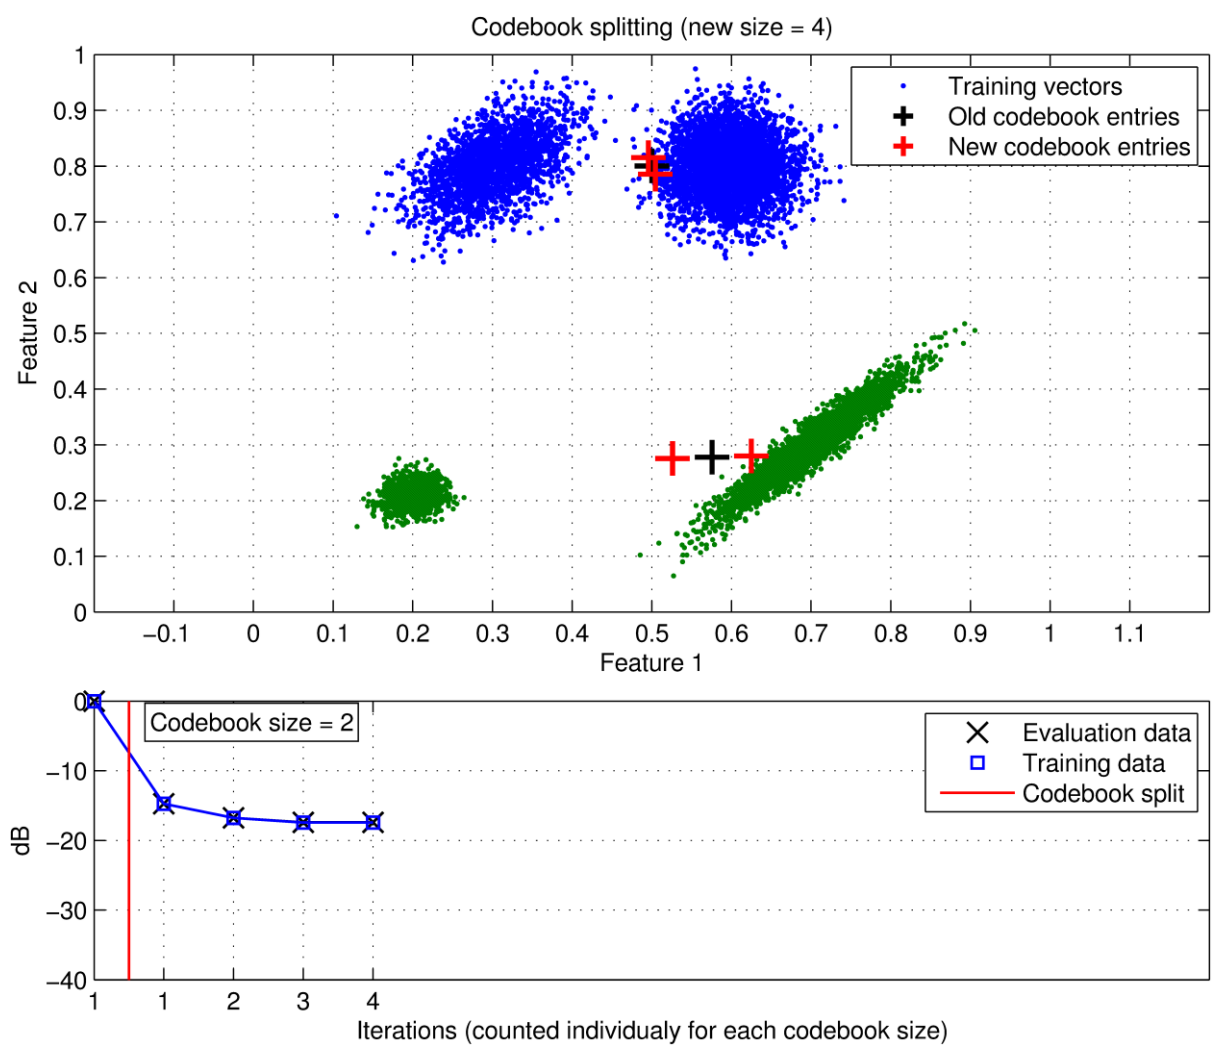 Codebook splitting (new size = 4)
Training vectors
Old codebook entries
New codebook entries
Feature 2
1
0.9
0.8
0.7
0.6
0.5
0.4
0.3
0.2
0.1
0
−0.1 0 0.1 0.2 0.3 0.4 0.5 0.6 0.7 0.8 0.9 1 1.1
Feature 1
Codebook size = 2
Evaluation data
Training data
Codebook split
dB
0
−10
−20
−30
−40
1 1 2 3 4
Iterations (counted individualy for each codebook size)